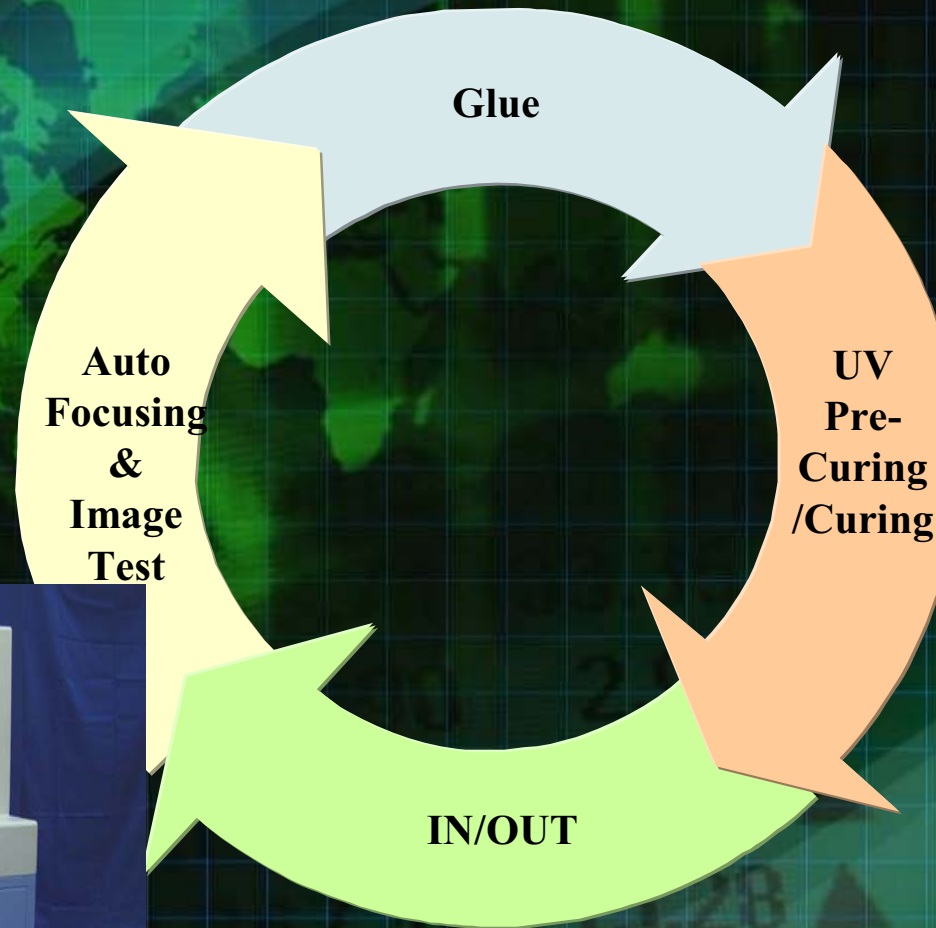 Glue
Auto
Focusing
&
Image
Test
UV
Pre-
Curing
/Curing
IN/OUT